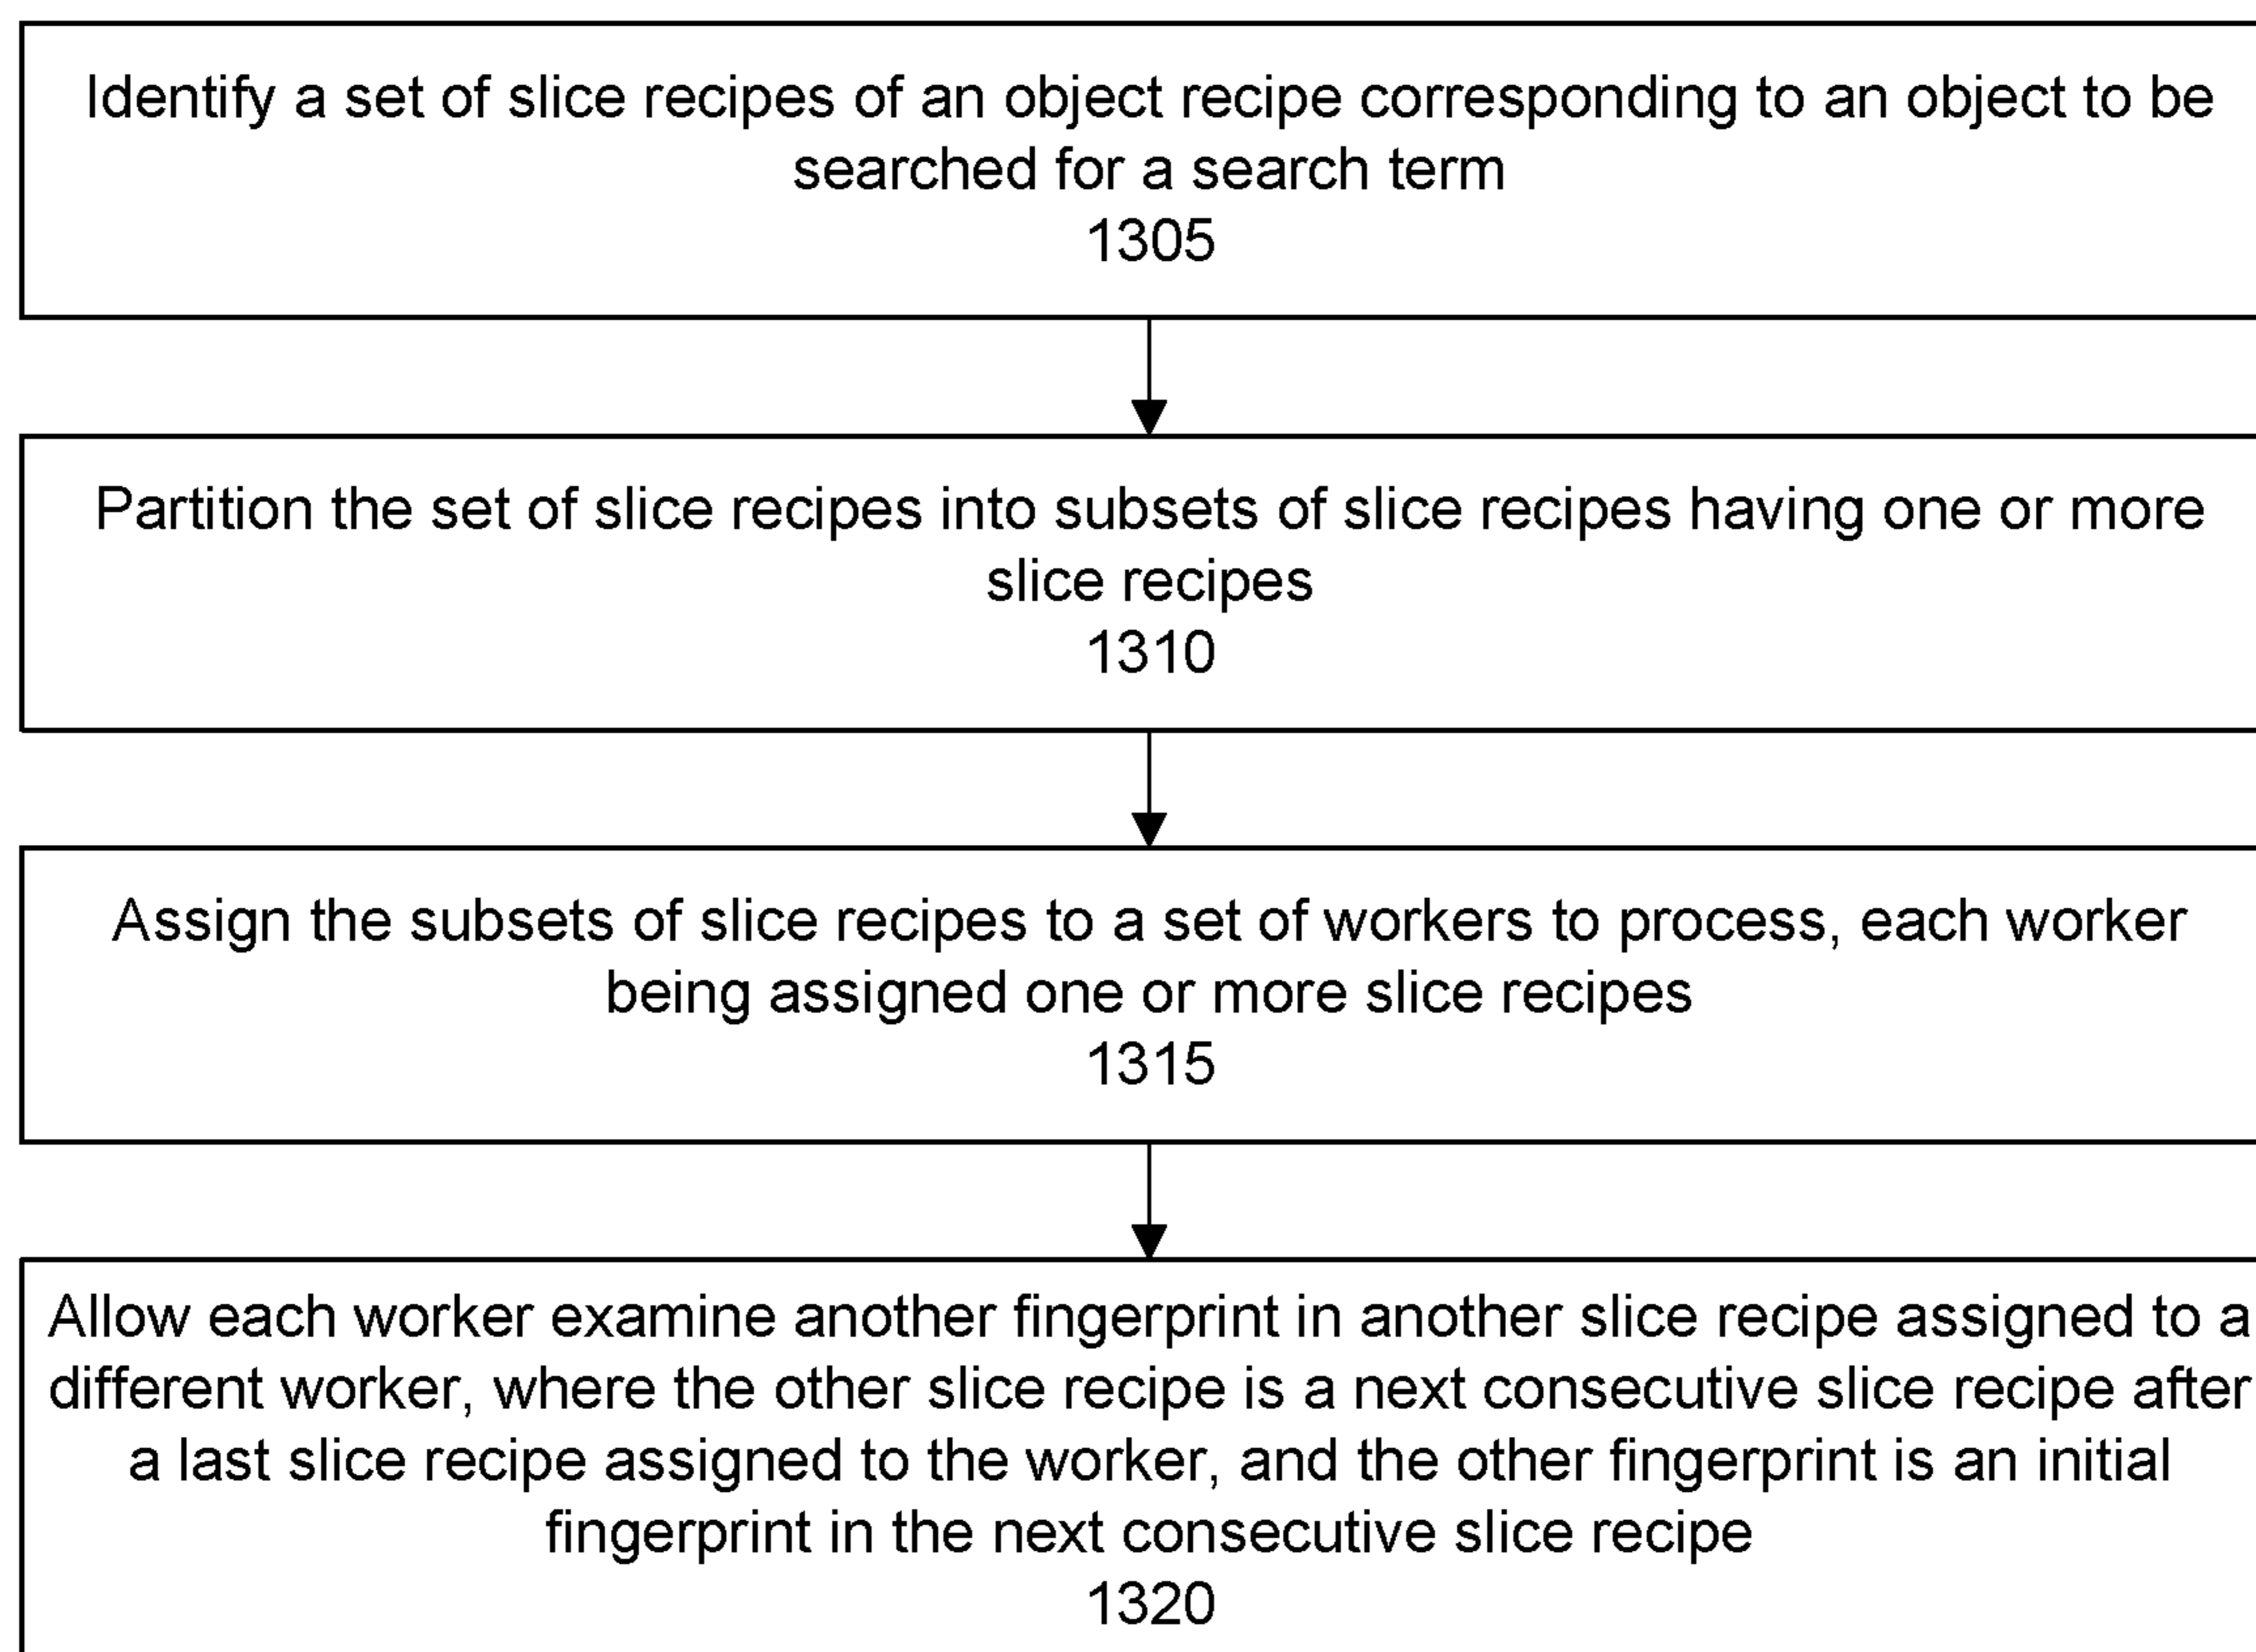 Identify a set of slice recipes of an object recipe corresponding to an object to be
searched for a search term
1305
Partition the set of slice recipes into subsets of slice recipes having one or more
slice recipes
1310
Assign the subsets of slice recipes to a set of workers to process, each worker
being assigned one or more slice recipes
1315
Allow each worker examine another fingerprint in another slice recipe assigned to a
different worker, where the other slice recipe is a next consecutive slice recipe after
a last slice recipe assigned to the worker, and the other fingerprint is an initial
fingerprint in the next consecutive slice recipe
1320